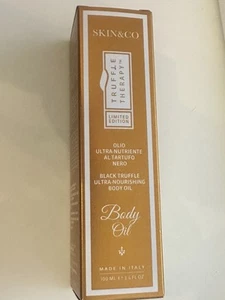 SKIN&CO
TRUFFLE
THERAPY™
LIMITED
EDITION
OLIO
ULTRA-NUTRIENTE
AL TARTUFO
NERO
BLACK TRUFFLE
ULTRA-NOURISHING
BODY OIL
Body
Oil
MADE IN ITALY